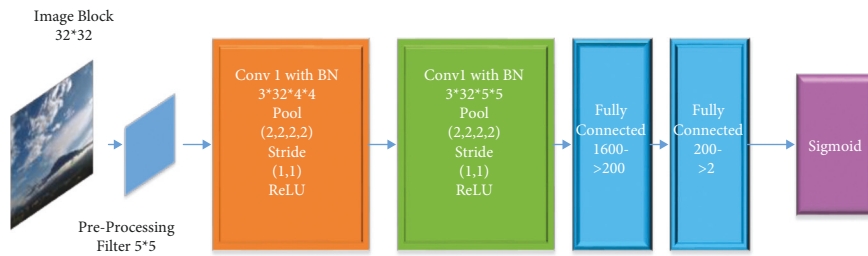 Image Block
32*32
Pre-Processing
Filter 5*5
Conv 1 with BN
3*32*4*4
Pool
(2,2,2,2)
Stride
(1,1)
ReLU
Conv1 with BN
3*32*5*5
Pool
(2,2,2,2)
Stride
(1,1)
ReLU
Fully
Connected
1600-
>200
Fully
Connected
200-
>2
Sigmoid